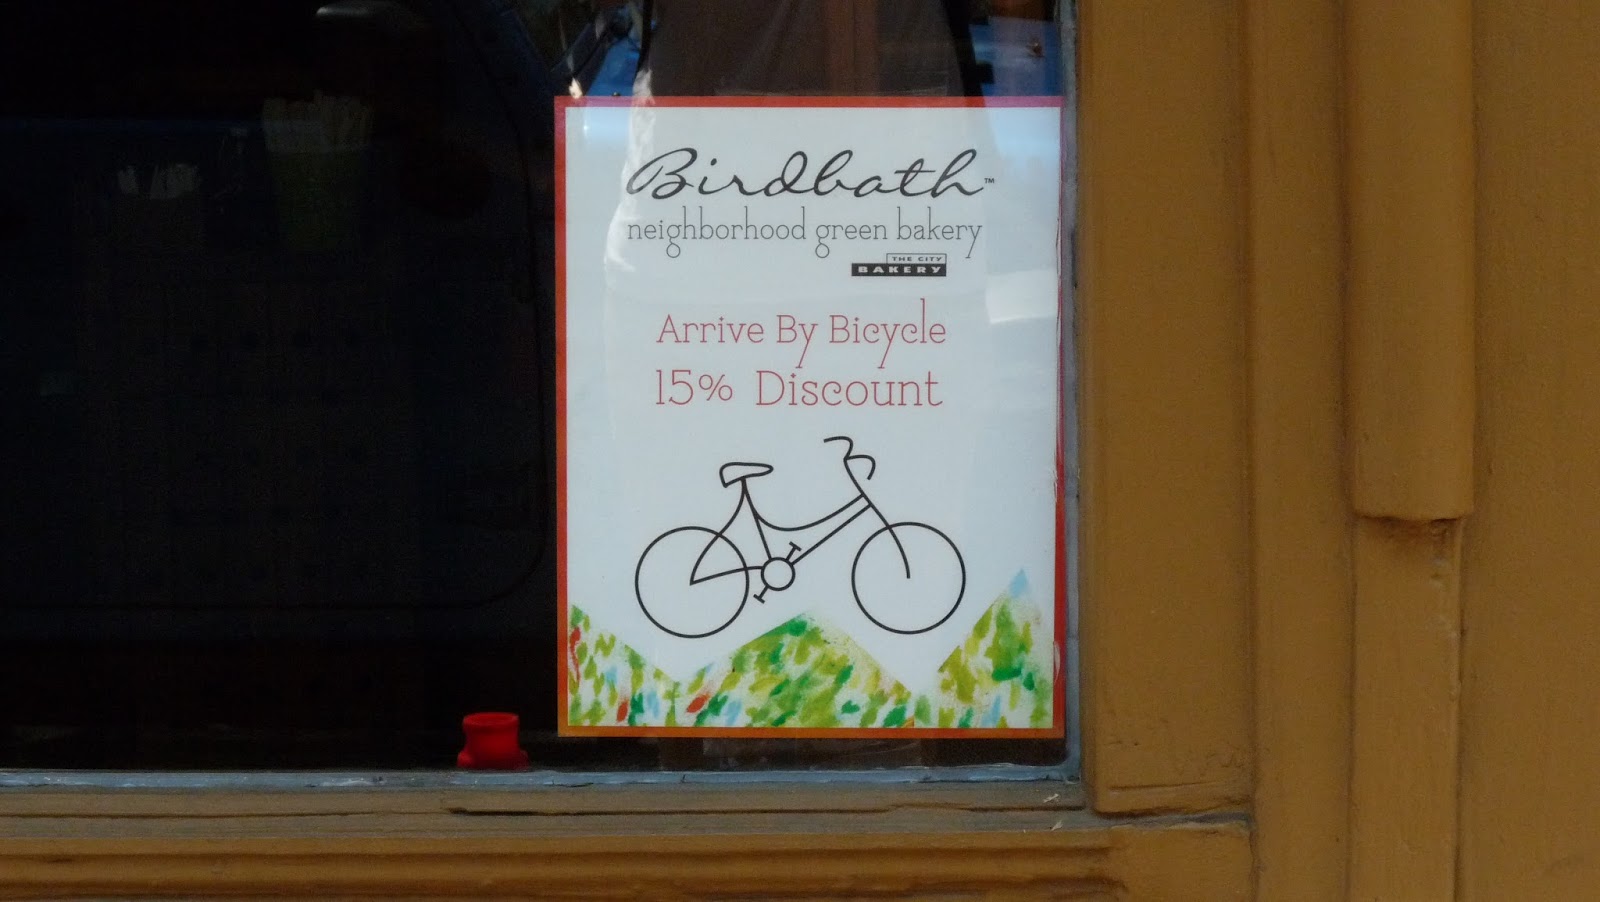 Birdbath™
neighborhood green bakery
THE CITY
BAKERY
Arrive By Bicycle
15% Discount